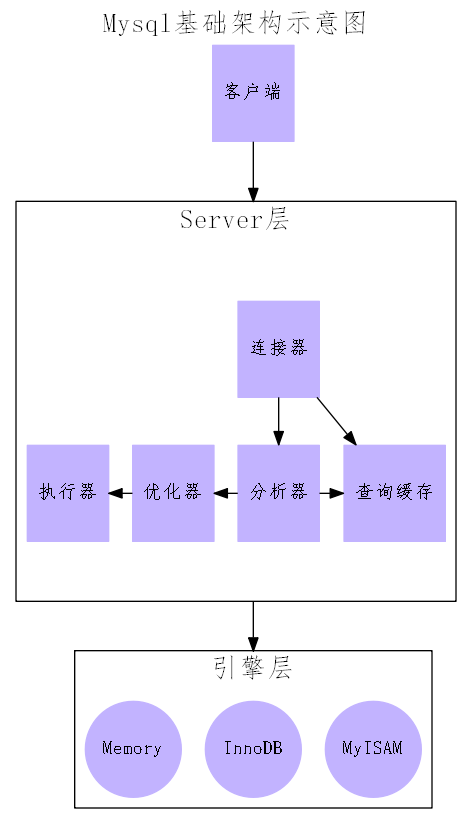 Mysql基础架构示意图
客户端
Server层
连接器
执行器
优化器
分析器
查询缓存
引擎层
Memory
InnoDB
MyISAM